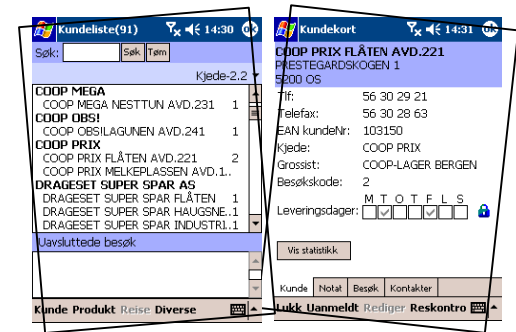 Kundeliste(91) 14:30 ok
Søk: Søk Tøm
Kjede-2.2
COOP MEGA
COOP MEGA NESTTUN AVD.231 1
COOP OBS!
COOP OBS!LAGUNEN AVD.241 1
COOP PRIX
COOP PRIX FLÅTEN AVD.221 2
COOP PRIX MELKEPLASSEN AVD.1..
DRAGESET SUPER SPAR AS
DRAGESET SUPER SPAR FLÅTEN 1
DRAGESET SUPER SPAR HAUGSNE..1
DRAGESET SUPER SPAR INDUSTRI..1
Uavsluttede besøk
Kunde Produkt Reise Diverse
Kundekort 14:31 ok
COOP PRIX FLÅTEN AVD.221
PRESTEGARDSKOGEN 1
5200 OS
Tlf: 56 30 29 21
Telefax: 56 30 28 63
EAN kundeNr: 103150
Kjede: COOP PRIX
Grossist: COOP-LAGER BERGEN
Besøkskode: 2
M T O T F L S
Leveringsdager:
Vis statistikk
Kunde Notat Besøk Kontakter
Lukk Uanmeldt Rediger Reskontro